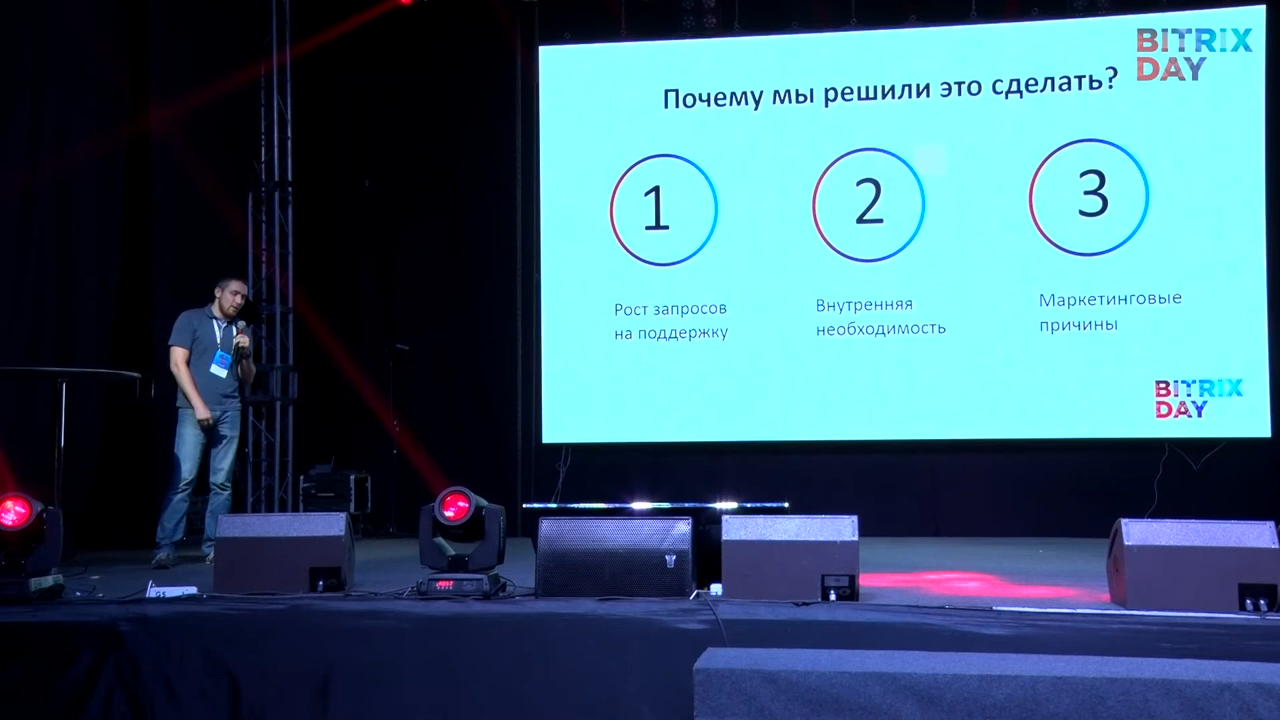 BITRIX
DAY
Почему мы решили это сделать?
1
2
3
Рост запросов
на поддержку
Внутренняя
необходимость
Маркетинговые
причины
BITRIX
DAY